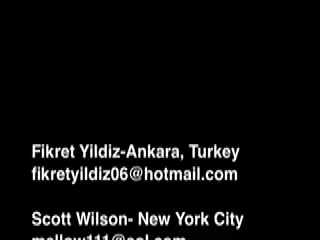 Fikret Yildiz-Ankara, Turkey
fikretyildiz06@hotmail.com
Scott Wilson- New York City